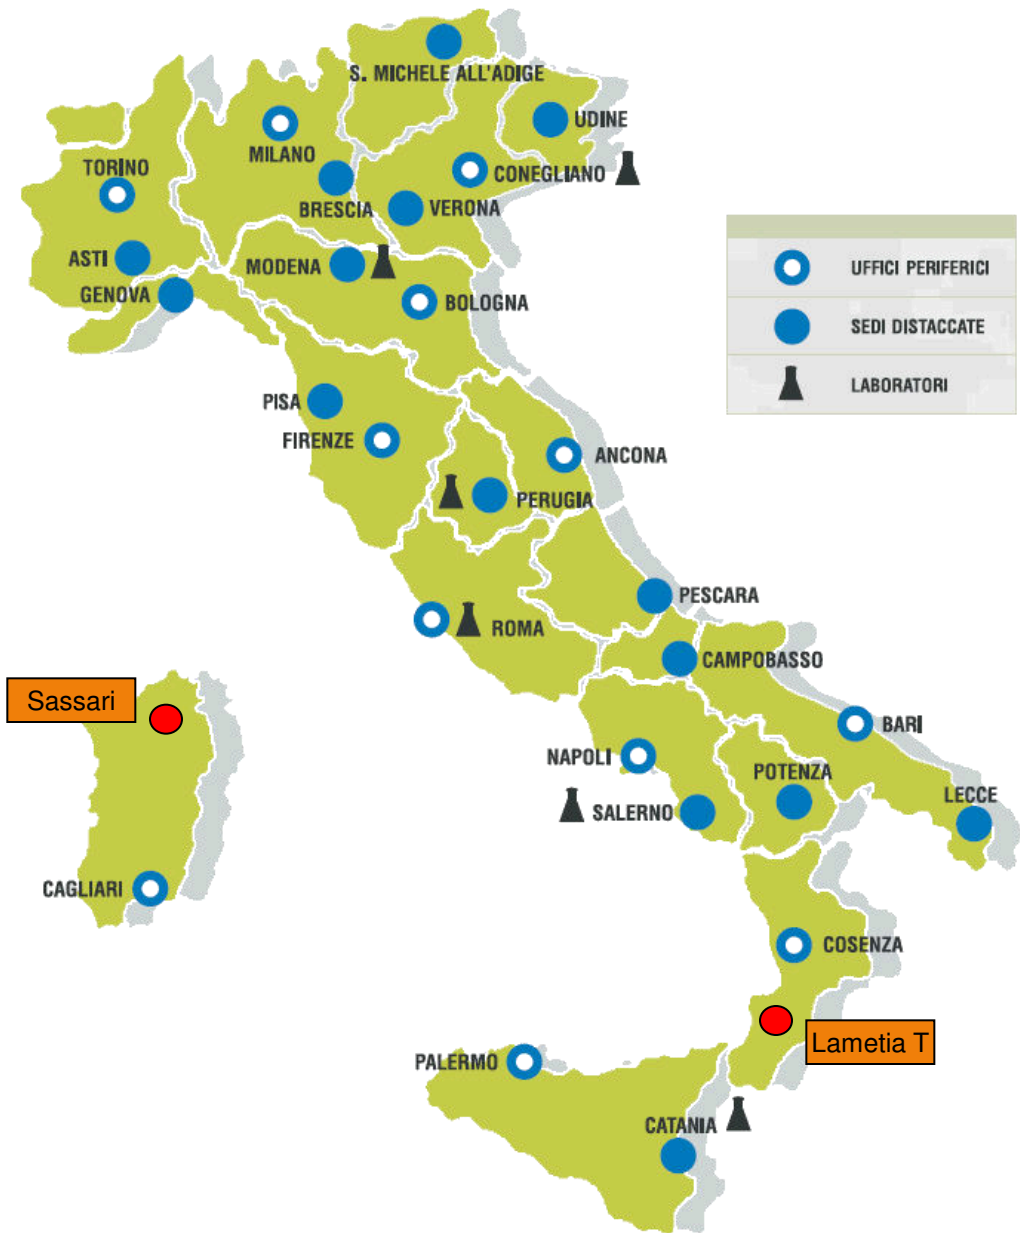 S. MICHELE ALL'ADIGE
UDINE
MILANO
TORINO
CONEGLIANO
BRESCIA
VERONA
ASTI
MODENA
GENOVA
BOLOGNA
UFFICI PERIFERICI
SEDI DISTACCATE
LABORATORI
PISA
FIRENZE
ANCONA
PERUGIA
PESCARA
ROMA
CAMPOBASSO
Sassari
BARI
NAPOLI
POTENZA
LECCE
SALERNO
CAGLIARI
COSENZA
Lametia T
PALERMO
CATANIA